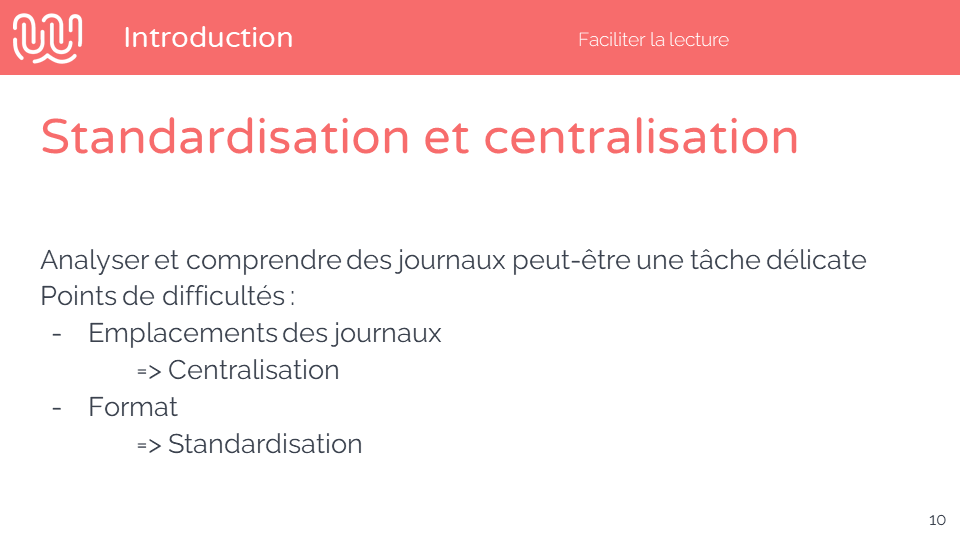 Introduction
Faciliter la lecture
Standardisation et centralisation
Analyser et comprendre des journaux peut-être une tâche délicate
Points de difficultés :
- Emplacements des journaux
=> Centralisation
- Format
=> Standardisation
10